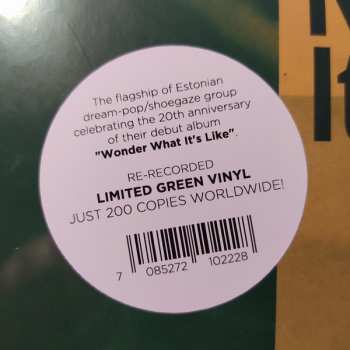 The flagship of Estonian
dream-pop/shoegaze group
celebrating the 20th anniversary
of their debut album
"Wonder What It's Like".
RE-RECORDED
LIMITED GREEN VINYL
JUST 200 COPIES WORLDWIDE!
7 085272 102228